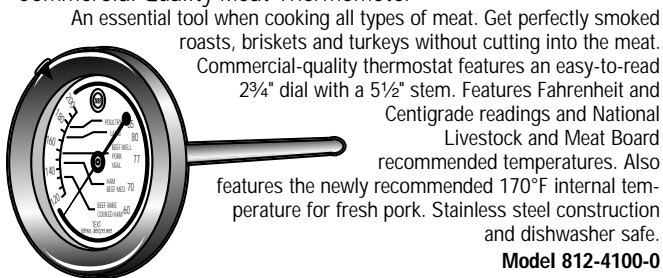 Commercial Quality Meat Thermometer
An essential tool when cooking all types of meat. Get perfectly smoked
roasts, briskets and turkeys without cutting into the meat.
Commercial-quality thermostat features an easy-to-read
2¾" dial with a 5½" stem. Features Fahrenheit and
Centigrade readings and National
Livestock and Meat Board
recommended temperatures. Also
features the newly recommended 170°F internal tem-
perature for fresh pork. Stainless steel construction
and dishwasher safe.
Model 812-4100-0
200
180
160
140
120
POULTRY
85
80
BEEF WELL
PORK
77
VEAL
HAM
BEEF MED.
70
BEEF RARE
60
COOKED HAM